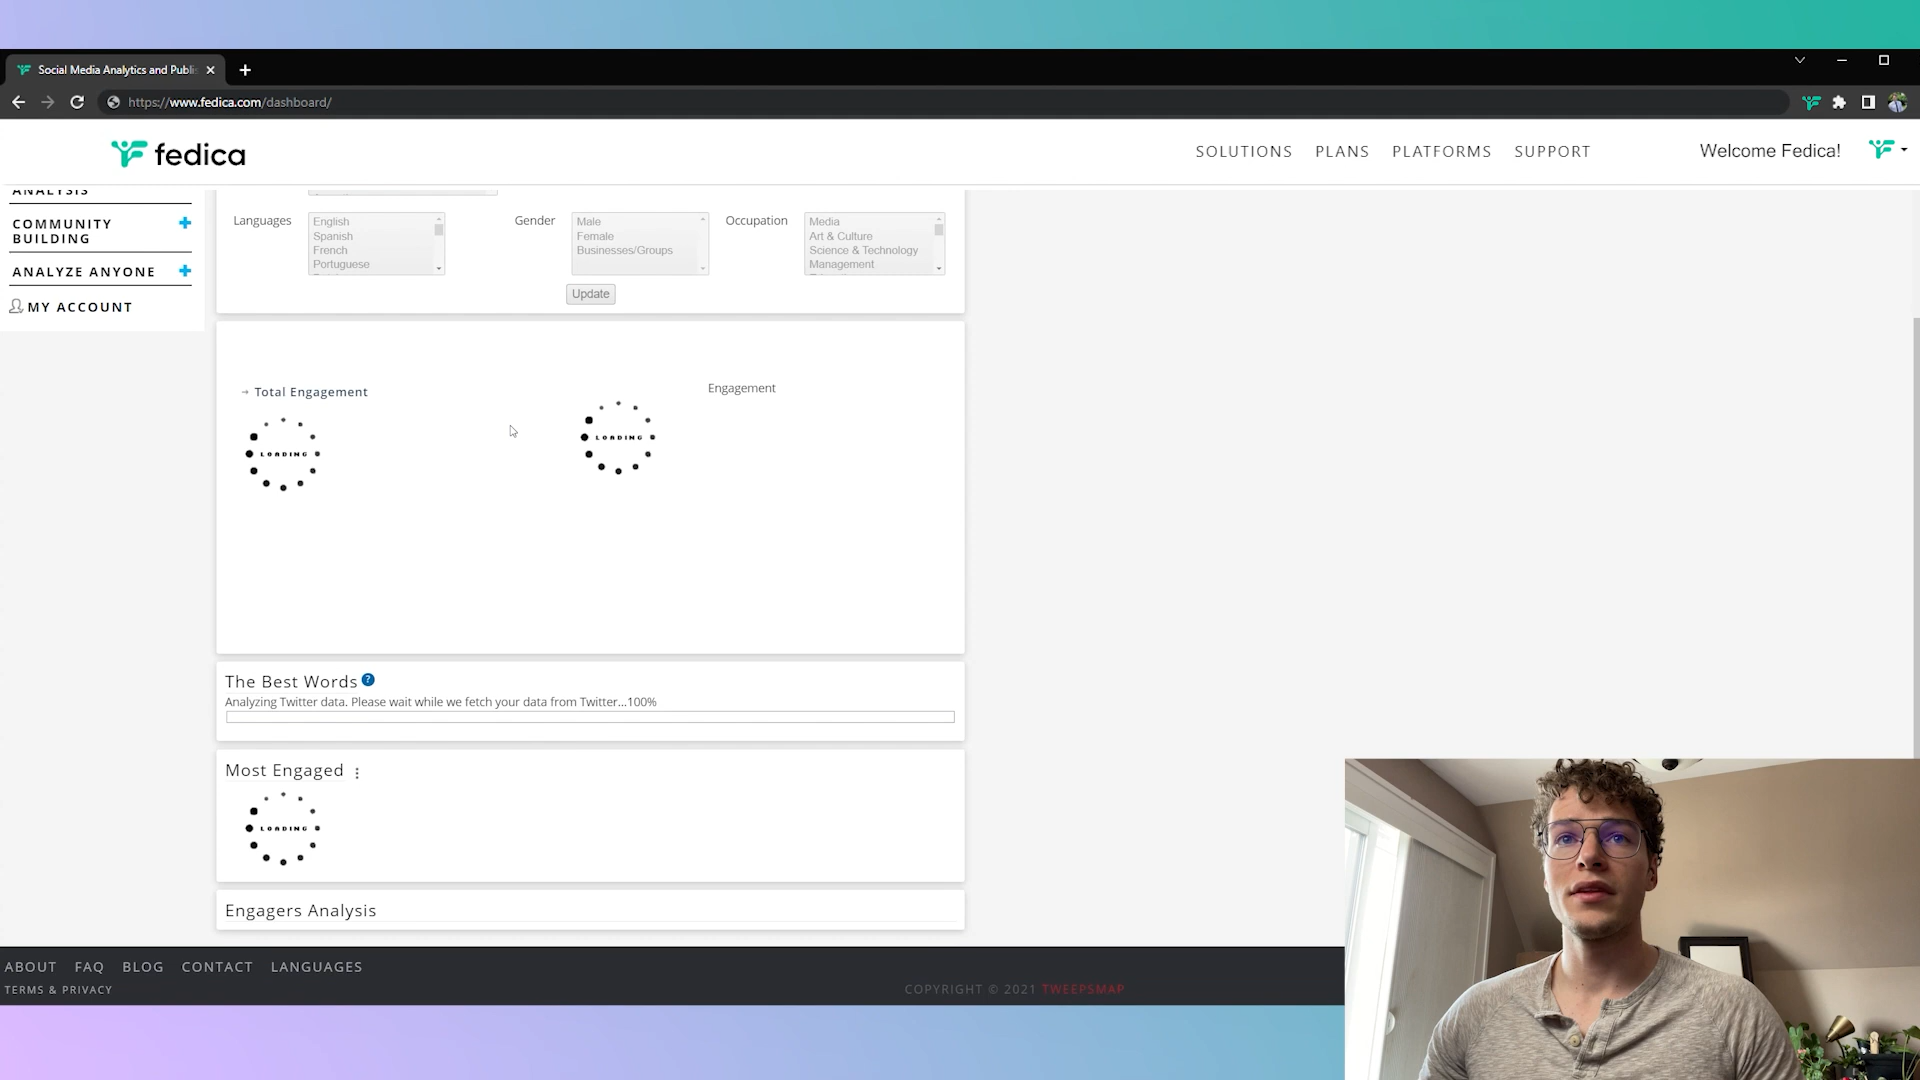 Social Media Analytics and Publi
https://www.fedica.com/dashboard/
fedica
SOLUTIONS PLANS PLATFORMS SUPPORT
Welcome Fedica!
ANALYSIS
COMMUNITY
BUILDING
ANALYZE ANYONE
MY ACCOUNT
Languages
English
Spanish
French
Portuguese
Gender
Male
Female
Businesses/Groups
Occupation
Media
Art & Culture
Science & Technology
Management
Update
Total Engagement
LOADING
Engagement
LOADING
The Best Words ?
Analyzing Twitter data. Please wait while we fetch your data from Twitter...100%
Most Engaged
LOADING
Engagers Analysis
ABOUT FAQ BLOG CONTACT LANGUAGES
TERMS & PRIVACY
COPYRIGHT © 2021 TWEEPSMAP